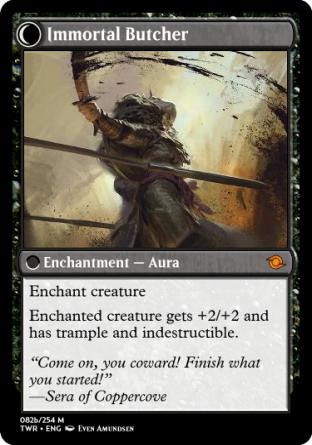 Immortal Butcher
Enchantment — Aura
Enchant creature
Enchanted creature gets +2/+2 and
has trample and indestructible.
“Come on, you coward! Finish what
you started!”
—Sera of Coppercove
082b/254 M
TWR • ENG Even Amundsen